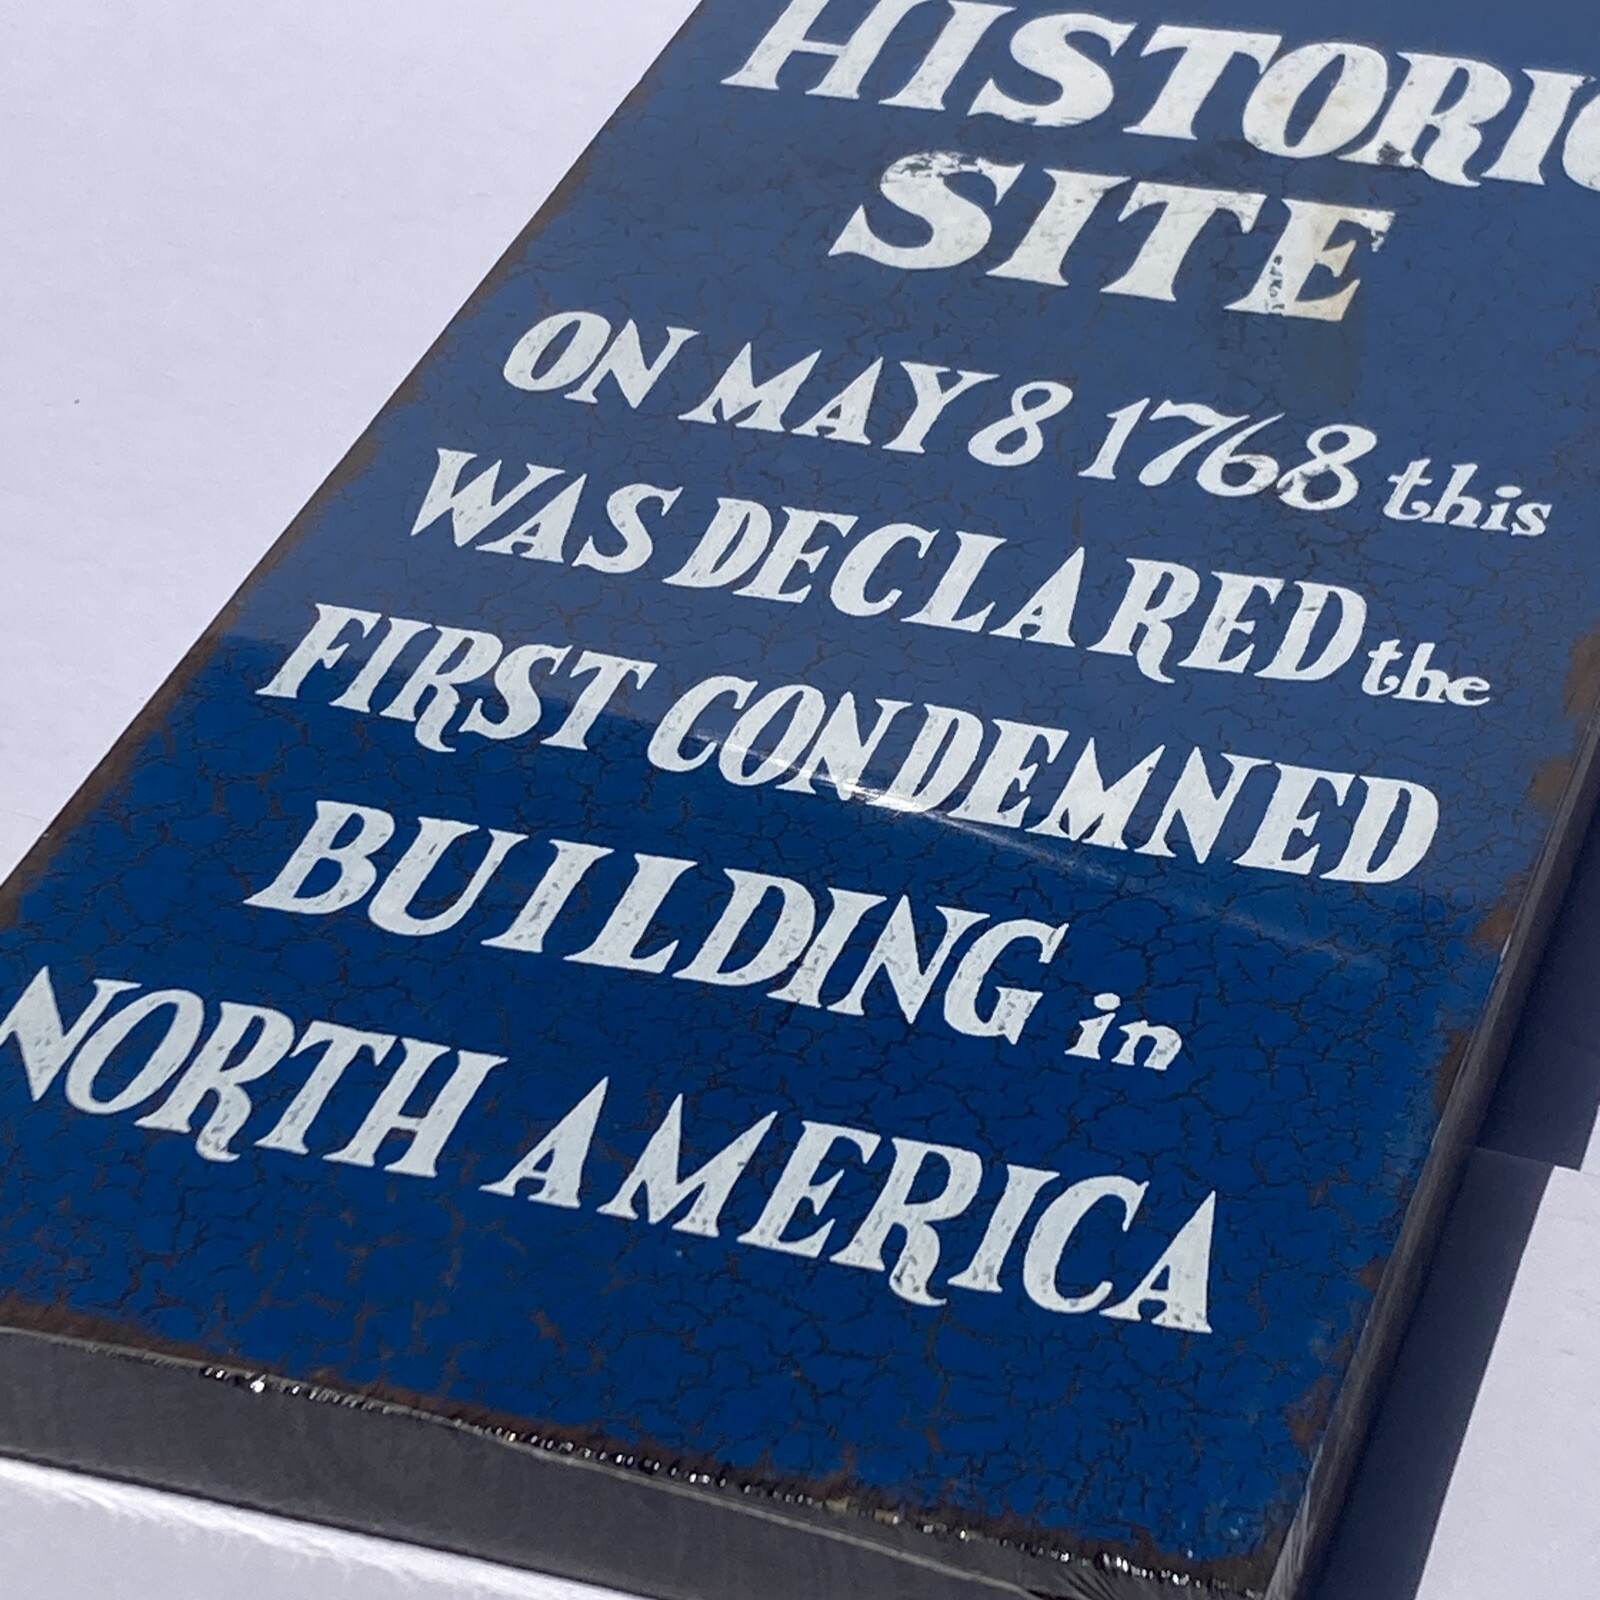 HISTORIC
SITE
ON MAY 8 1768 this
WAS DECLARED the
FIRST CONDEMNED
BUILDING in
NORTH AMERICA